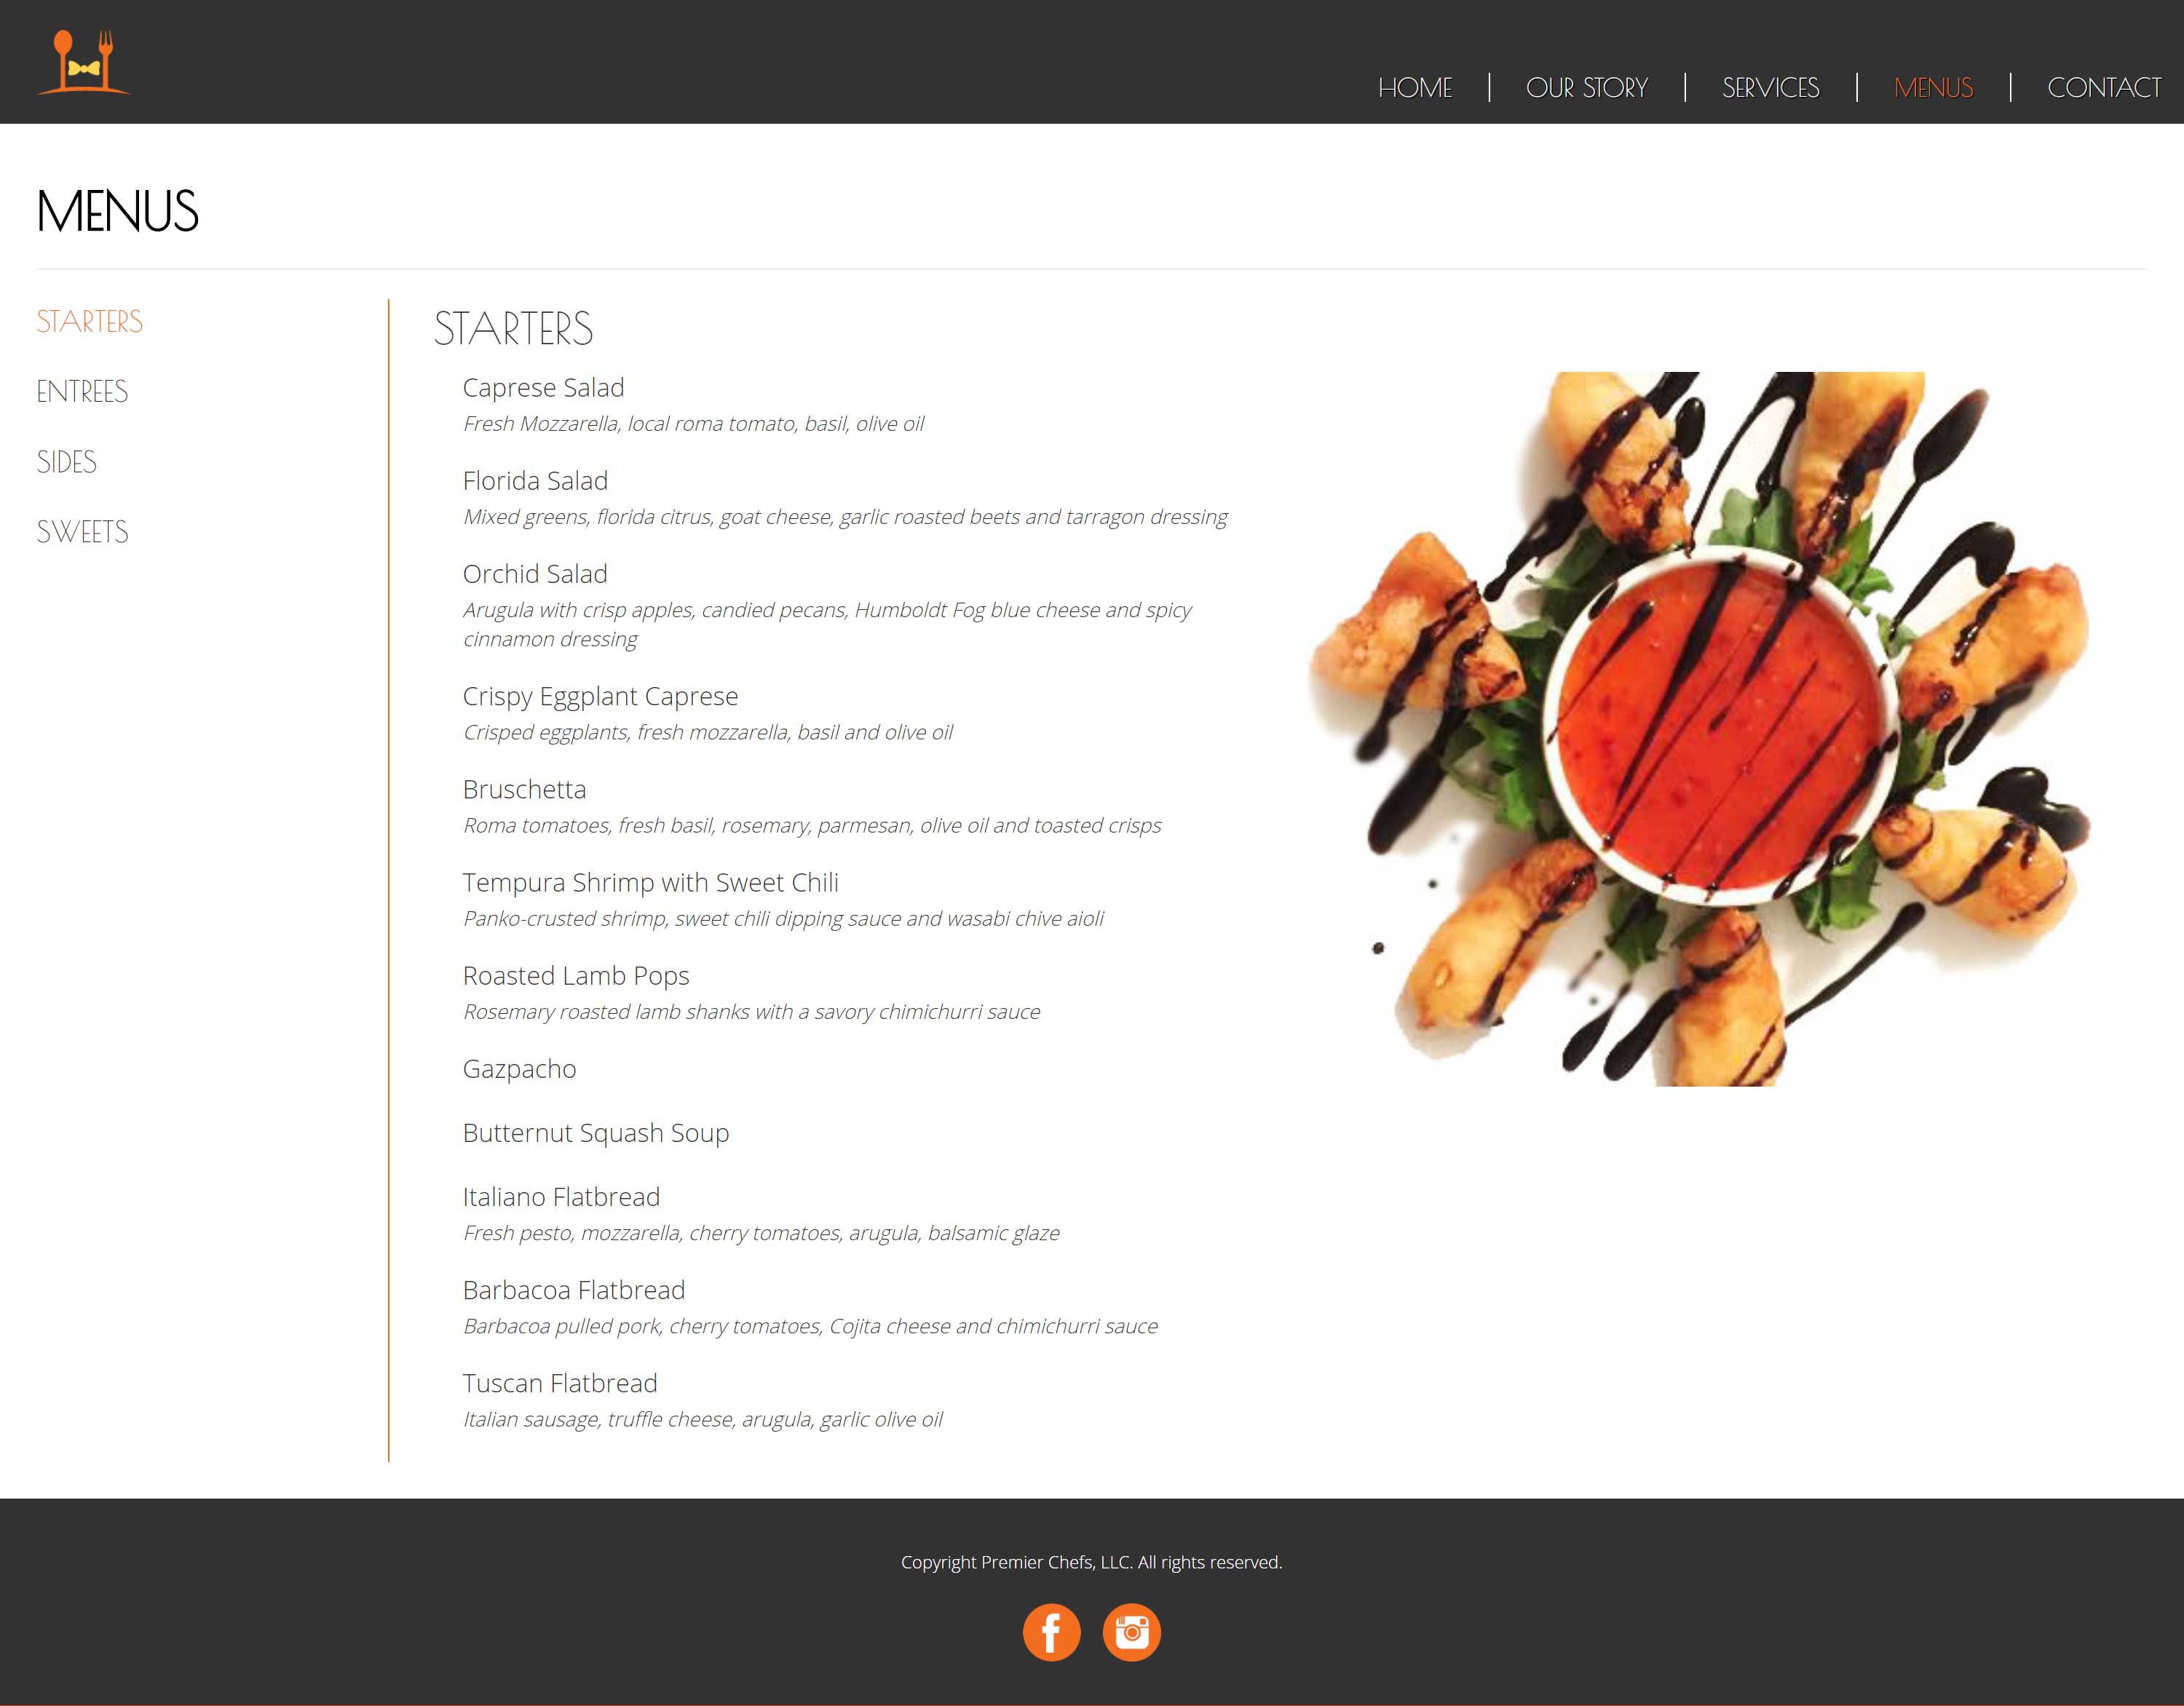 HOME
OUR STORY
SERVICES
MENUS
CONTACT
MENUS
STARTERS
ENTREES
SIDES
SWEETS
STARTERS
Caprese Salad
Fresh Mozzarella, local roma tomato, basil, olive oil
Florida Salad
Mixed greens, florida citrus, goat cheese, garlic roasted beets and tarragon dressing
Orchid Salad
Arugula with crisp apples, candied pecans, Humboldt Fog blue cheese and spicy
cinnamon dressing
Crispy Eggplant Caprese
Crisped eggplants, fresh mozzarella, basil and olive oil
Bruschetta
Roma tomatoes, fresh basil, rosemary, parmesan, olive oil and toasted crisps
Tempura Shrimp with Sweet Chili
Panko-crusted shrimp, sweet chili dipping sauce and wasabi chive aioli
Roasted Lamb Pops
Rosemary roasted lamb shanks with a savory chimichurri sauce
Gazpacho
Butternut Squash Soup
Italiano Flatbread
Fresh pesto, mozzarella, cherry tomatoes, arugula, balsamic glaze
Barbacoa Flatbread
Barbacoa pulled pork, cherry tomatoes, Cojita cheese and chimichurri sauce
Tuscan Flatbread
Italian sausage, truffle cheese, arugula, garlic olive oil
Copyright Premier Chefs, LLC. All rights reserved.